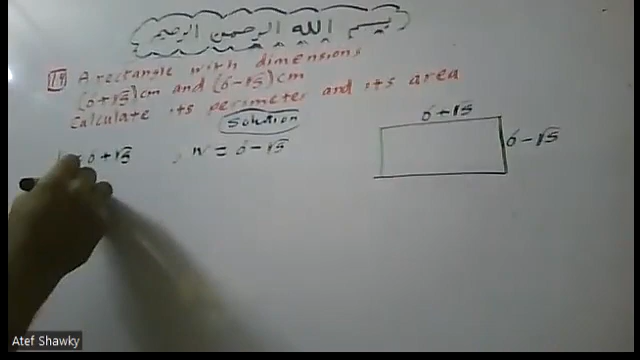 بسم الله الرحمن الرحيم
14 A rectangle with dimensions
(6+√5) cm and (6-√5) cm
Calculate its perimeter and its area
Solution
6+√5
6-√5
= 6+√5 , W = 6-√5
Atef Shawky